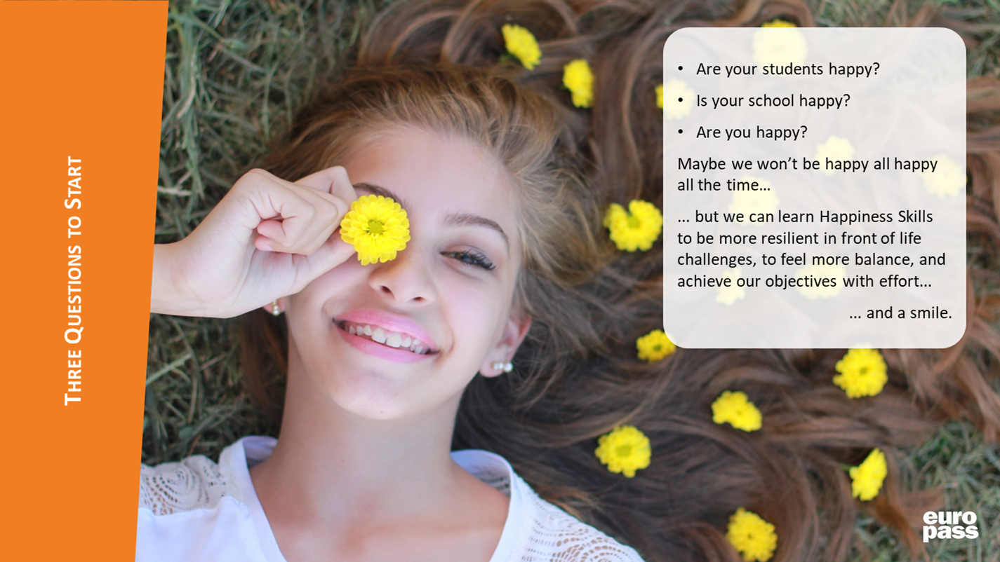 THREE QUESTIONS TO START
• Are your students happy?
• Is your school happy?
• Are you happy?
Maybe we won’t be happy all happy
all the time…
… but we can learn Happiness Skills
to be more resilient in front of life
challenges, to feel more balance, and
achieve our objectives with effort…
… and a smile.
euro
pass